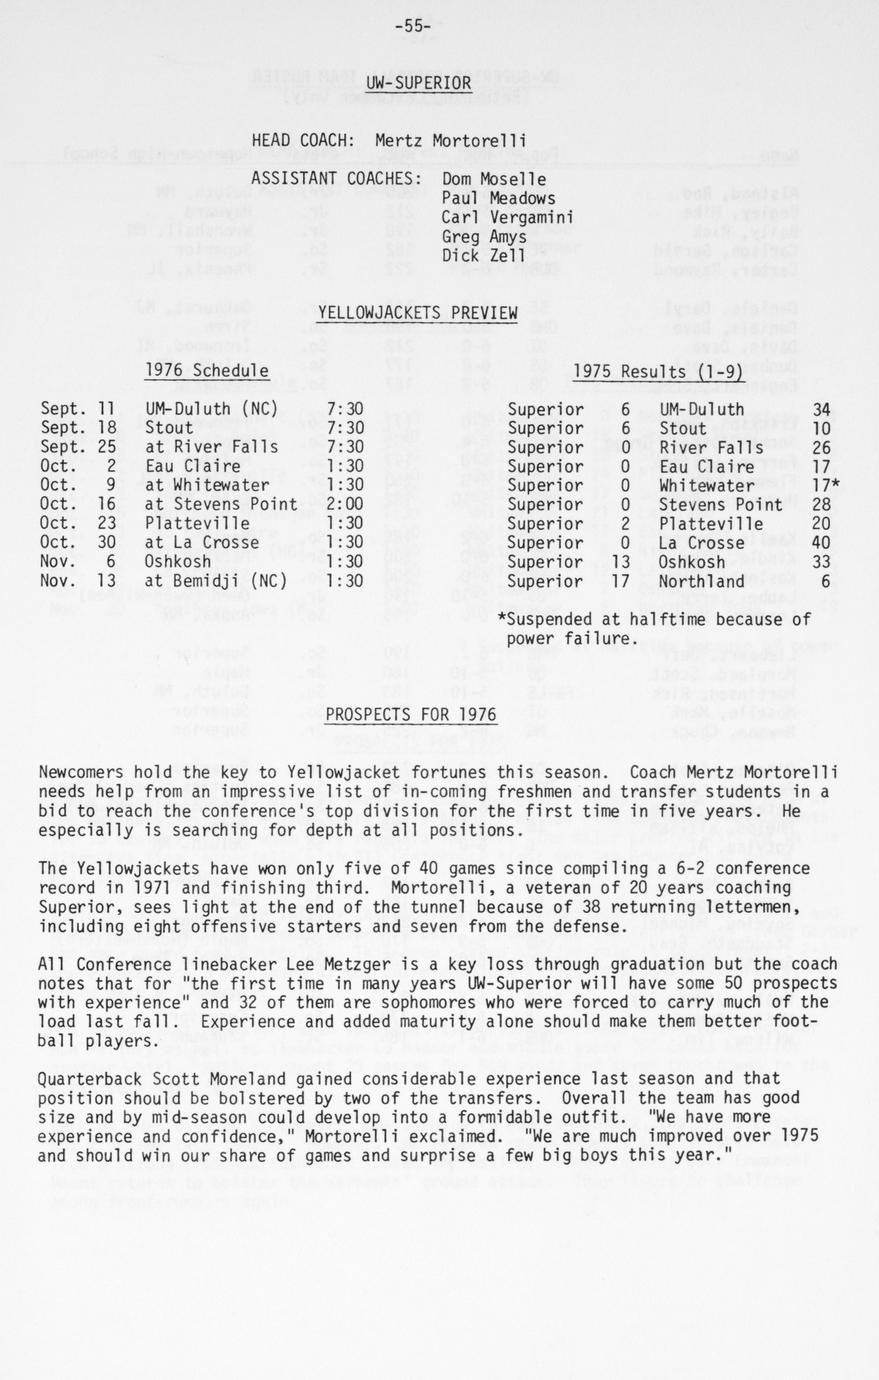 -55-
UW-SUPERIOR
HEAD COACH: Mertz Mortorelli
ASSISTANT COACHES: Dom Moselle
Paul Meadows
Carl Vergamini
Greg Amys
Dick Zell
YELLOWJACKETS PREVIEW
1976 Schedule
Sept. 11 UM-Duluth (NC) 7:30
Sept. 18 Stout 7:30
Sept. 25 at River Falls 7:30
Oct. 2 Eau Claire 1:30
Oct. 9 at Whitewater 1:30
Oct. 16 at Stevens Point 2:00
Oct. 23 Platteville 1:30
Oct. 30 at La Crosse 1:30
Nov. 6 Oshkosh 1:30
Nov. 13 at Bemidji (NC) 1:30
1975 Results (1-9)
Superior 6 UM-Duluth 34
Superior 6 Stout 10
Superior 0 River Falls 26
Superior 0 Eau Claire 17
Superior 0 Whitewater 17*
Superior 0 Stevens Point 28
Superior 2 Platteville 20
Superior 0 La Crosse 40
Superior 13 Oshkosh 33
Superior 17 Northland 6
*Suspended at halftime because of
power failure.
PROSPECTS FOR 1976
Newcomers hold the key to Yellowjacket fortunes this season. Coach Mertz Mortorelli
needs help from an impressive list of in-coming freshmen and transfer students in a
bid to reach the conference's top division for the first time in five years. He
especially is searching for depth at all positions.
The Yellowjackets have won only five of 40 games since compiling a 6-2 conference
record in 1971 and finishing third. Mortorelli, a veteran of 20 years coaching
Superior, sees light at the end of the tunnel because of 38 returning lettermen,
including eight offensive starters and seven from the defense.
All Conference linebacker Lee Metzger is a key loss through graduation but the coach
notes that for "the first time in many years UW-Superior will have some 50 prospects
with experience" and 32 of them are sophomores who were forced to carry much of the
load last fall. Experience and added maturity alone should make them better foot-
ball players.
Quarterback Scott Moreland gained considerable experience last season and that
position should be bolstered by two of the transfers. Overall the team has good
size and by mid-season could develop into a formidable outfit. "We have more
experience and confidence," Mortorelli exclaimed. "We are much improved over 1975
and should win our share of games and surprise a few big boys this year."